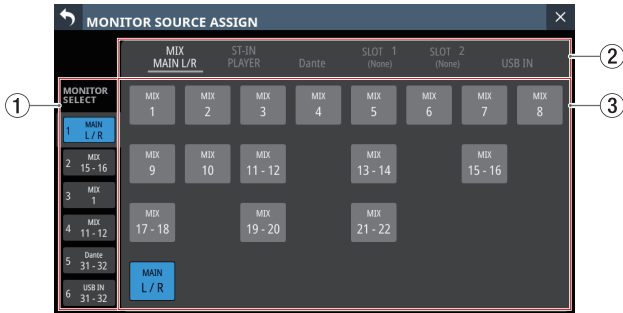 MONITOR SOURCE ASSIGN
MIX
MAIN L/R
ST-IN
PLAYER
Dante
SLOT 1
(None)
SLOT 2
(None)
USB IN
2
1
3
MONITOR
SELECT
1 MAIN
L / R
2 MIX
15 - 16
3 MIX
1
4 MIX
11 - 12
5 Dante
31 - 32
6 USB IN
31 - 32
MIX
1
MIX
2
MIX
3
MIX
4
MIX
5
MIX
6
MIX
7
MIX
8
MIX
9
MIX
10
MIX
11 - 12
MIX
13 - 14
MIX
15 - 16
MIX
17 - 18
MIX
19 - 20
MIX
21 - 22
MAIN
L / R